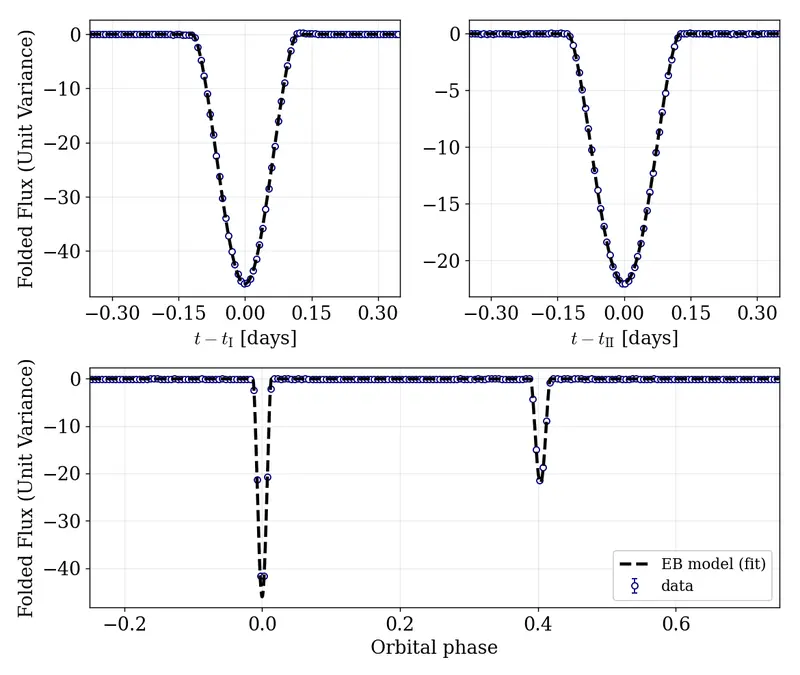 Folded Flux (Unit Variance)
0
−10
−20
−30
−40
−0.30 −0.15 0.00 0.15 0.30
t − tI [days]
0
−5
−10
−15
−20
−0.30 −0.15 0.00 0.15 0.30
t − tII [days]
Folded Flux (Unit Variance)
0
−10
−20
−30
−40
−0.2 0.0 0.2 0.4 0.6
Orbital phase
EB model (fit)
data